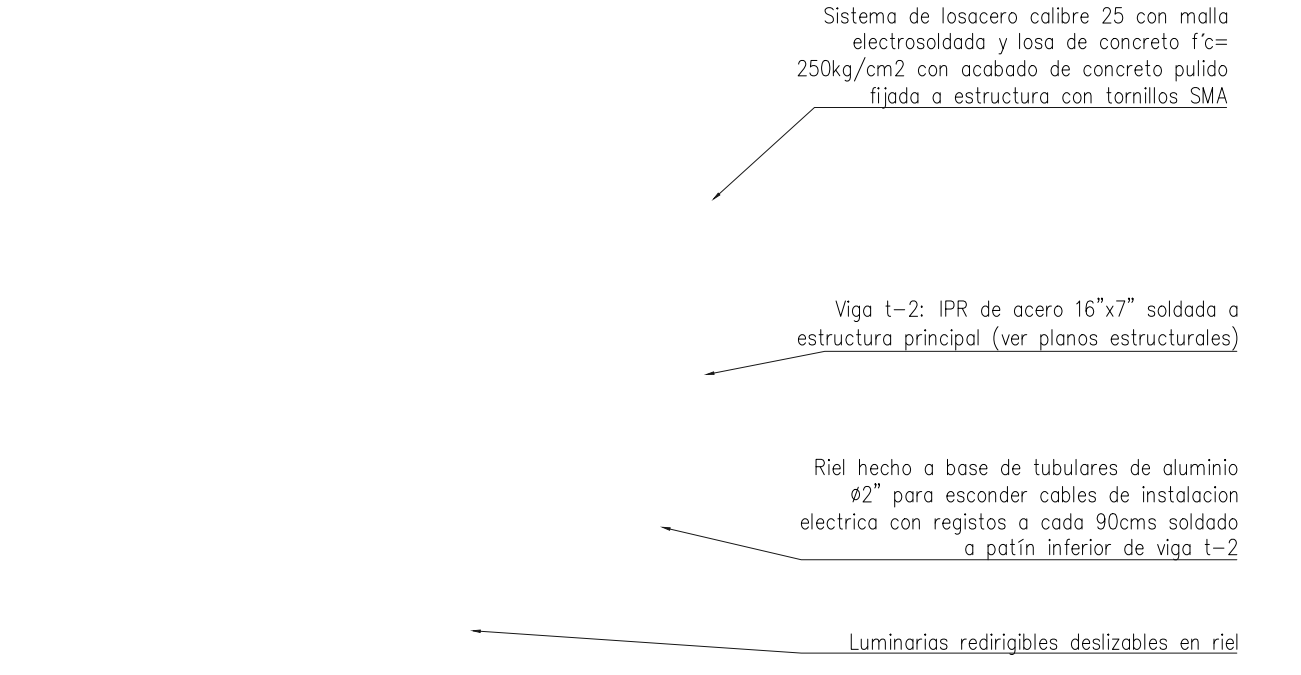 Sistema de losacero calibre 25 con malla
electrosoldada y losa de concreto f'c=
250kg/cm2 con acabado de concreto pulido
fijada a estructura con tornillos SMA
Viga t-2: IPR de acero 16"x7" soldada a
estructura principal (ver planos estructurales)
Riel hecho a base de tubulares de aluminio
ø2" para esconder cables de instalacion
electrica con registos a cada 90cms soldado
a patín inferior de viga t-2
Luminarias redirigibles deslizables en riel